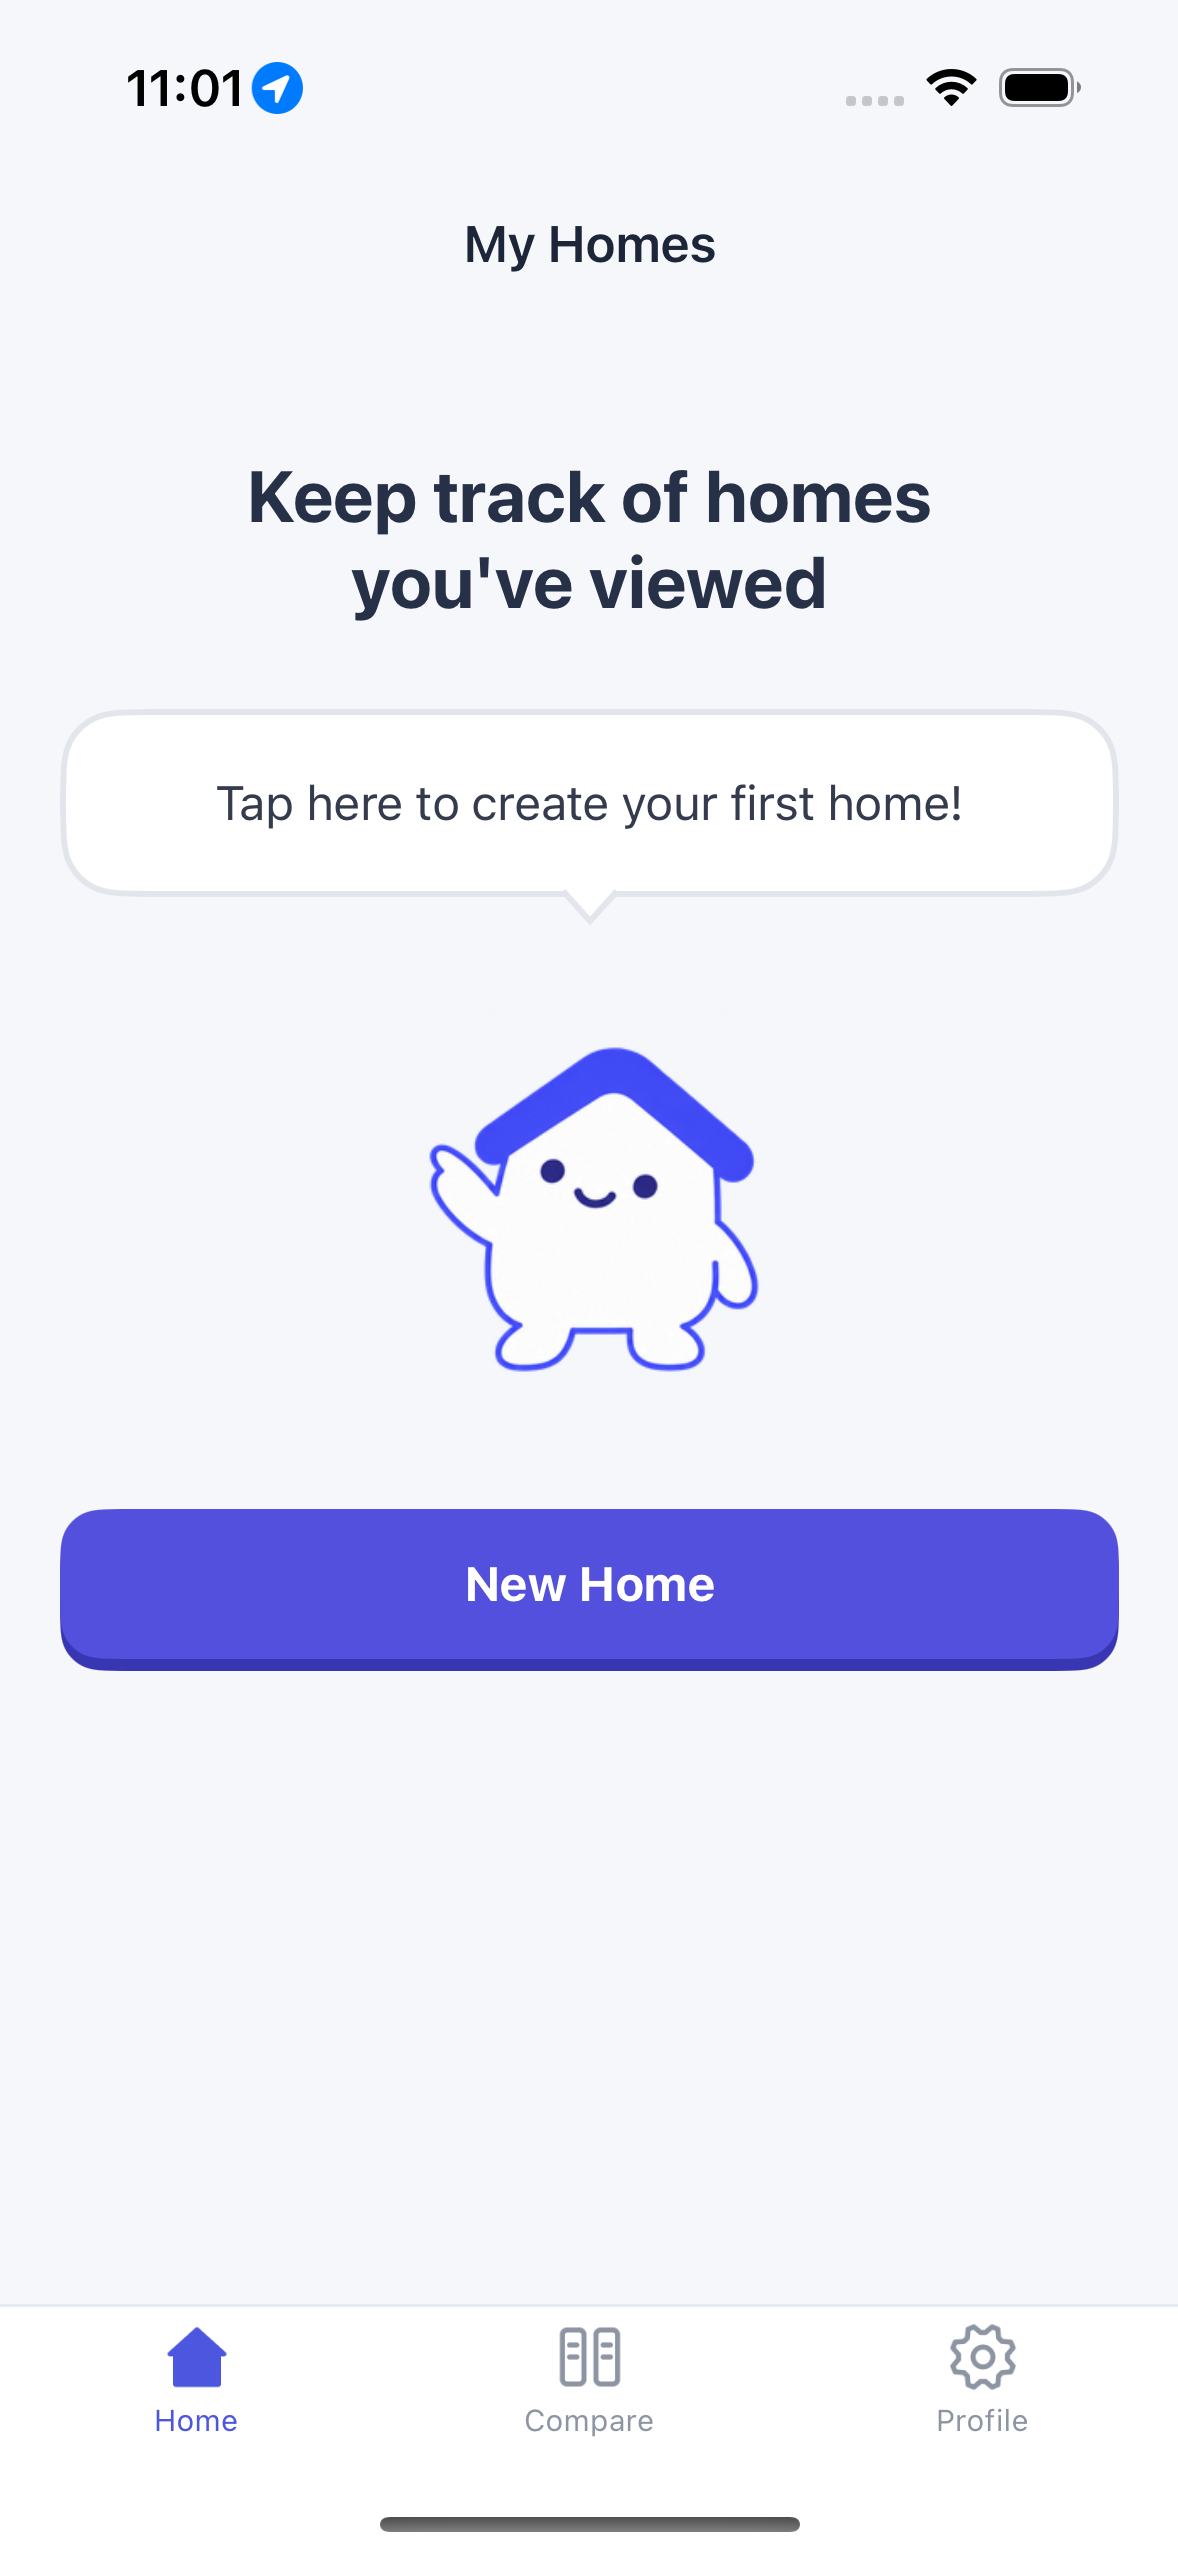 11:01
My Homes
Keep track of homes
you've viewed
Tap here to create your first home!
New Home
Home
Compare
Profile